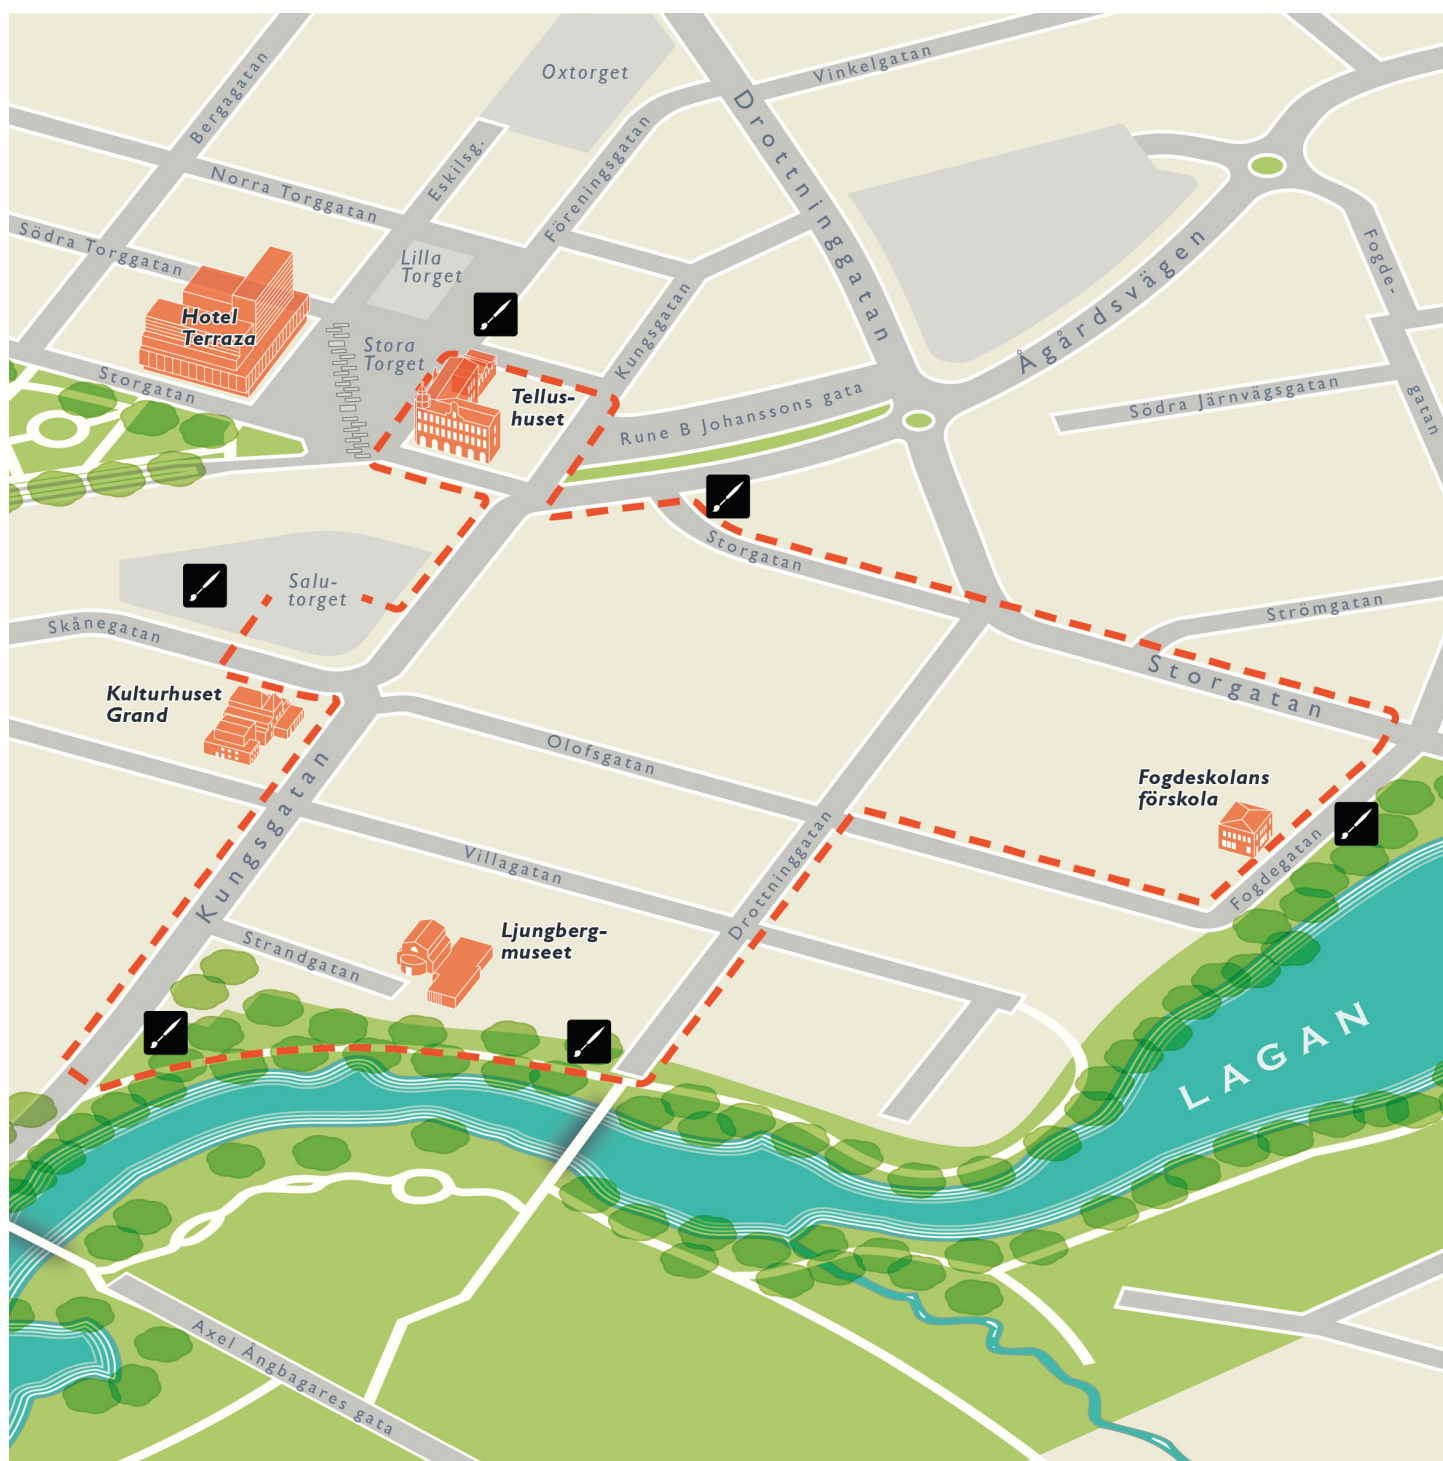 Oxtorget
Vinkelgatan
Bergagatan
Drottninggatan
Eskilsg.
Föreningsgatan
Norra Torggatan
Södra Torggatan
Lilla
Torget
Ågårdsvägen
Fogde-
gatan
Hotel
Terraza
Stora
Torget
Kungsgatan
Storgatan
Tellus-
huset
Rune B Johanssons gata
Södra Järnvägsgatan
Storgatan
Salu-
torget
Skånegatan
Strömgatan
Storgatan
Kulturhuset
Grand
Olofsgatan
Fogdeskolans
förskola
Kungsgatan
Villagatan
Drottninggatan
Fogdegatan
Strandgatan
Ljungberg-
museet
LAGAN
Axel Ångbagares gata